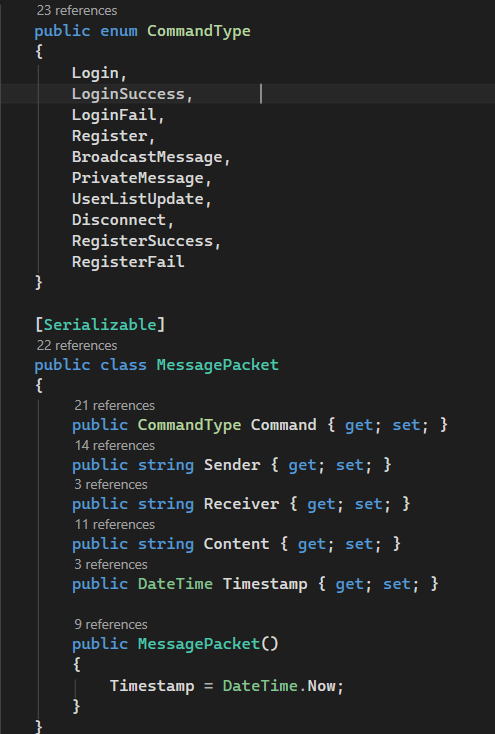 23 references
public enum CommandType
{
    Login,
    LoginSuccess,
    LoginFail,
    Register,
    BroadcastMessage,
    PrivateMessage,
    UserListUpdate,
    Disconnect,
    RegisterSuccess,
    RegisterFail
}
[Serializable]
22 references
public class MessagePacket
{
    21 references
    public CommandType Command { get; set; }
    14 references
    public string Sender { get; set; }
    3 references
    public string Receiver { get; set; }
    11 references
    public string Content { get; set; }
    3 references
    public DateTime Timestamp { get; set; }
    9 references
    public MessagePacket()
    {
        Timestamp = DateTime.Now;
    }
}